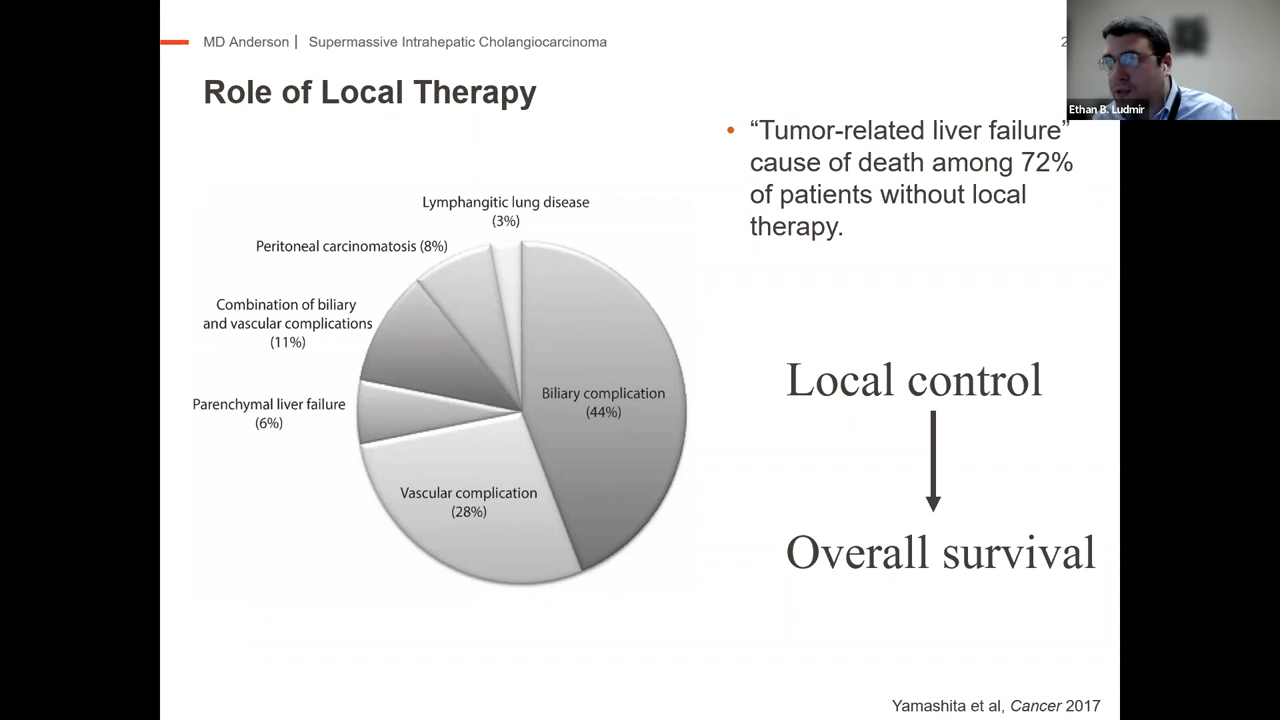 MD Anderson | Supermassive Intrahepatic Cholangiocarcinoma
2
Role of Local Therapy
Ethan B. Ludmir
• “Tumor-related liver failure”
cause of death among 72%
of patients without local
therapy.
Lymphangitic lung disease
(3%)
Peritoneal carcinomatosis (8%)
Combination of biliary
and vascular complications
(11%)
Parenchymal liver failure
(6%)
Biliary complication
(44%)
Vascular complication
(28%)
Local control
Overall survival
Yamashita et al, Cancer 2017